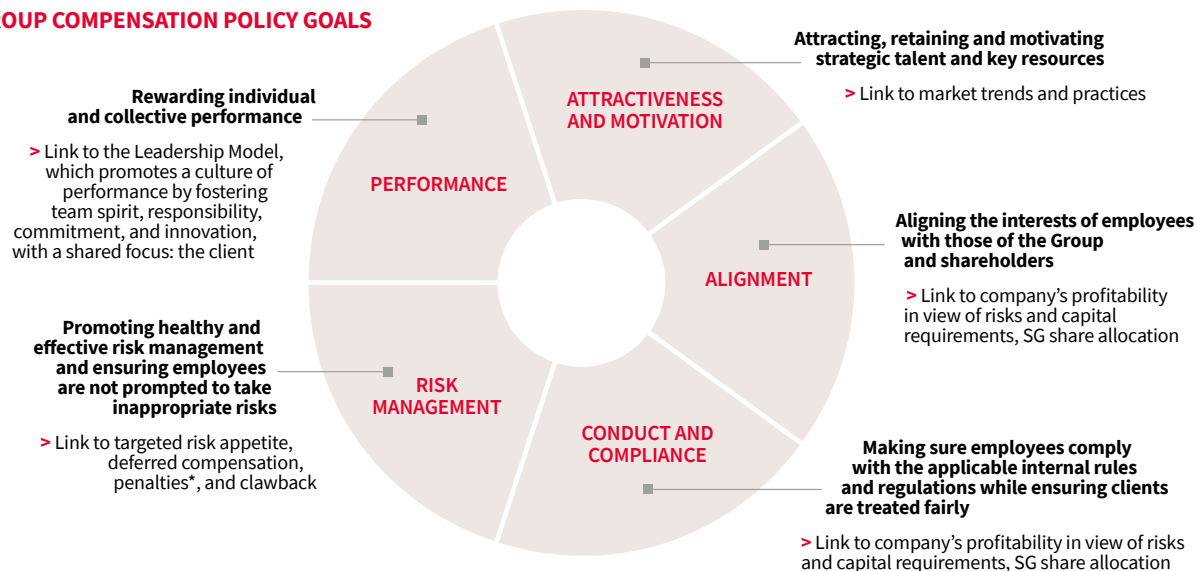 ROUP COMPENSATION POLICY GOALS
Rewarding individual
and collective performance
> Link to the Leadership Model,
which promotes a culture of
performance by fostering
team spirit, responsibility,
commitment, and innovation,
with a shared focus: the client
PERFORMANCE
ATTRACTIVENESS
AND MOTIVATION
Attracting, retaining and motivating
strategic talent and key resources
> Link to market trends and practices
ALIGNMENT
Aligning the interests of employees
with those of the Group
and shareholders
> Link to company’s profitability
in view of risks and capital
requirements, SG share allocation
Promoting healthy and
effective risk management
and ensuring employees
are not prompted to take
inappropriate risks
> Link to targeted risk appetite,
deferred compensation,
penalties*, and clawback
RISK
MANAGEMENT
CONDUCT AND
COMPLIANCE
Making sure employees comply
with the applicable internal rules
and regulations while ensuring clients
are treated fairly
> Link to company’s profitability in view of risks
and capital requirements, SG share allocation